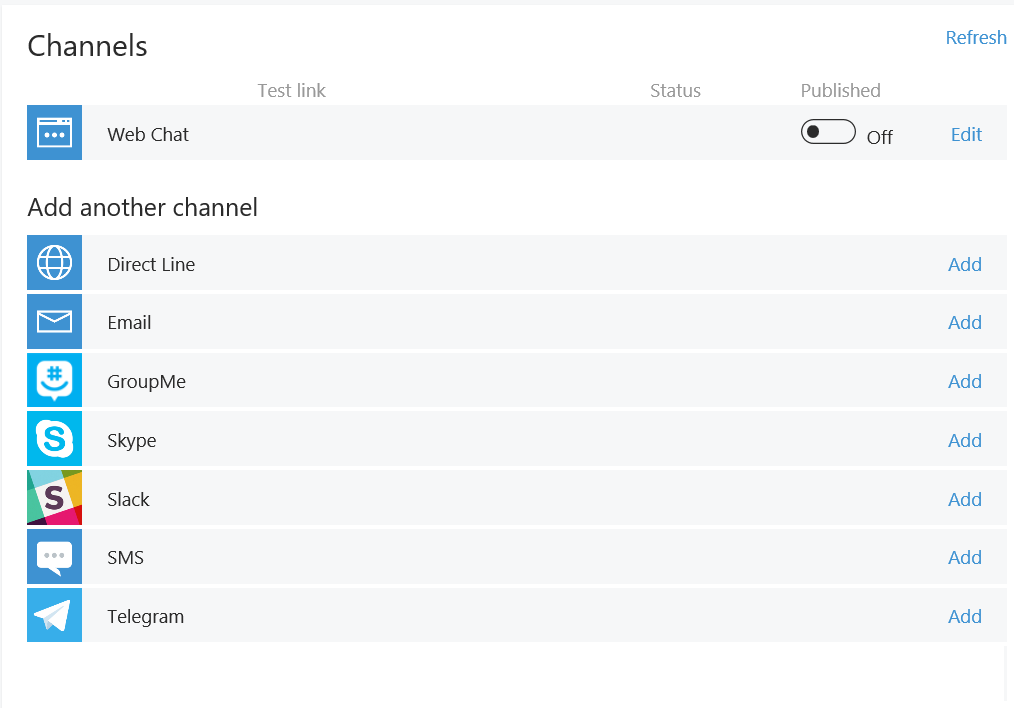 Channels
Refresh
Test link Status Published
Web Chat Off Edit
Add another channel
Direct Line Add
Email Add
# GroupMe Add
S Skype Add
S Slack Add
SMS Add
Telegram Add